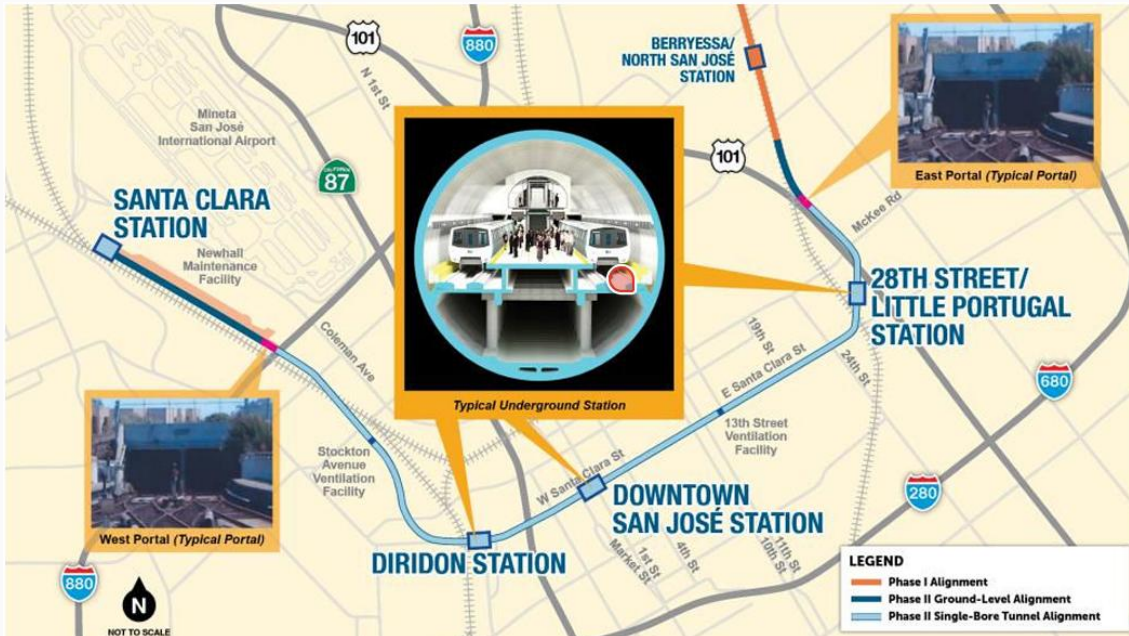 101
N 1st St
880
BERRYESSA/
NORTH SAN JOSÉ
STATION
Mineta
San José
International Airport
CALIFORNIA
87
101
East Portal (Typical Portal)
McKee Rd
SANTA CLARA
STATION
Newhall
Maintenance
Facility
Coleman Ave
28TH STREET/
LITTLE PORTUGAL
STATION
19th St
24th St
E Santa Clara St
680
Typical Underground Station
13th Street
Ventilation
Facility
Stockton
Avenue
Ventilation
Facility
W Santa Clara St
DOWNTOWN
SAN JOSÉ STATION
280
West Portal (Typical Portal)
DIRIDON STATION
Market St
1st St
4th St
10th St
11th St
880
N
NOT TO SCALE
LEGEND
Phase I Alignment
Phase II Ground-Level Alignment
Phase II Single-Bore Tunnel Alignment